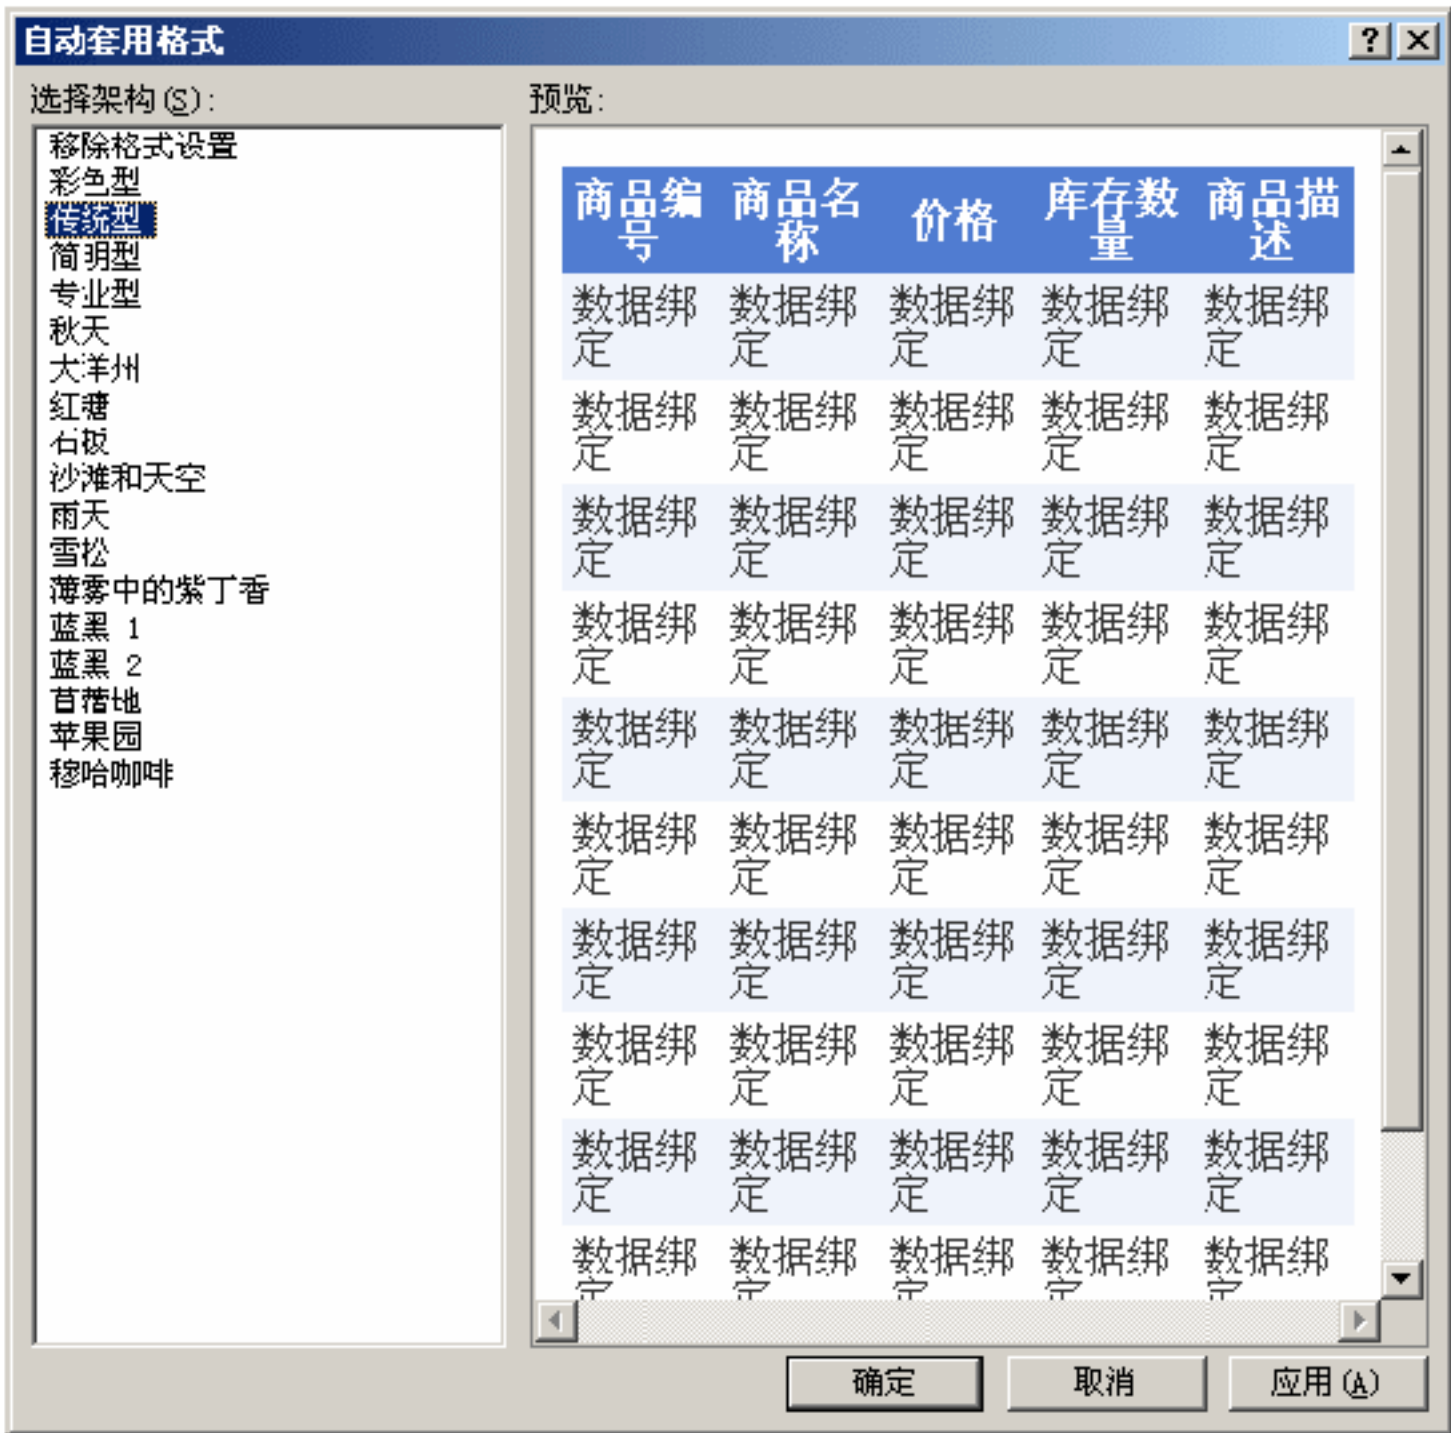 自动套用格式
选择架构(S):
移除格式设置
彩色型
传统型
简明型
专业型
秋天
大洋州
红糖
石板
沙滩和天空
雨天
雪松
薄雾中的紫丁香
蓝黑 1
蓝黑 2
苜蓿地
苹果园
穆哈咖啡
预览:
商品编 商品名 价格 库存数 商品描
号 称 量 述
数据绑 数据绑 数据绑 数据绑 数据绑
定 定 定 定 定
数据绑 数据绑 数据绑 数据绑 数据绑
定 定 定 定 定
数据绑 数据绑 数据绑 数据绑 数据绑
定 定 定 定 定
数据绑 数据绑 数据绑 数据绑 数据绑
定 定 定 定 定
数据绑 数据绑 数据绑 数据绑 数据绑
定 定 定 定 定
数据绑 数据绑 数据绑 数据绑 数据绑
定 定 定 定 定
数据绑 数据绑 数据绑 数据绑 数据绑
定 定 定 定 定
数据绑 数据绑 数据绑 数据绑 数据绑
定 定 定 定 定
数据绑 数据绑 数据绑 数据绑 数据绑
定 定 定 定 定
数据绑 数据绑 数据绑 数据绑 数据绑
定 定 定 定 定
确定 取消 应用(A)